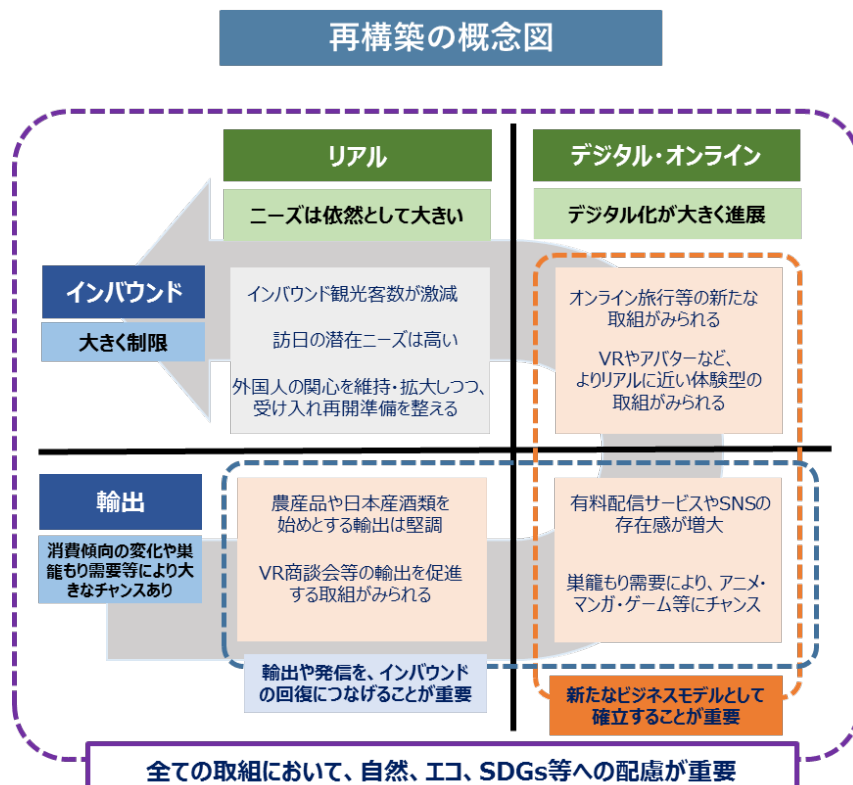 再構築の概念図
リアル
デジタル・オンライン
ニーズは依然として大きい
デジタル化が大きく進展
インバウンド
大きく制限
インバウンド観光客数が激減
訪日の潜在ニーズは高い
外国人の関心を維持・拡大しつつ、
受け入れ再開準備を整える
オンライン旅行等の新たな
取組がみられる
VRやアバターなど、
よりリアルに近い体験型の
取組がみられる
輸出
消費傾向の変化や巣
籠もり需要等により大
きなチャンスあり
農産品や日本産酒類を
始めとする輸出は堅調
VR商談会等の輸出を促進
する取組がみられる
有料配信サービスやSNSの
存在感が増大
巣籠もり需要により、アニメ・
マンガ・ゲーム等にチャンス
輸出や発信を、インバウンド
の回復につなげることが重要
新たなビジネスモデルとして
確立することが重要
全ての取組において、自然、エコ、SDGs等への配慮が重要